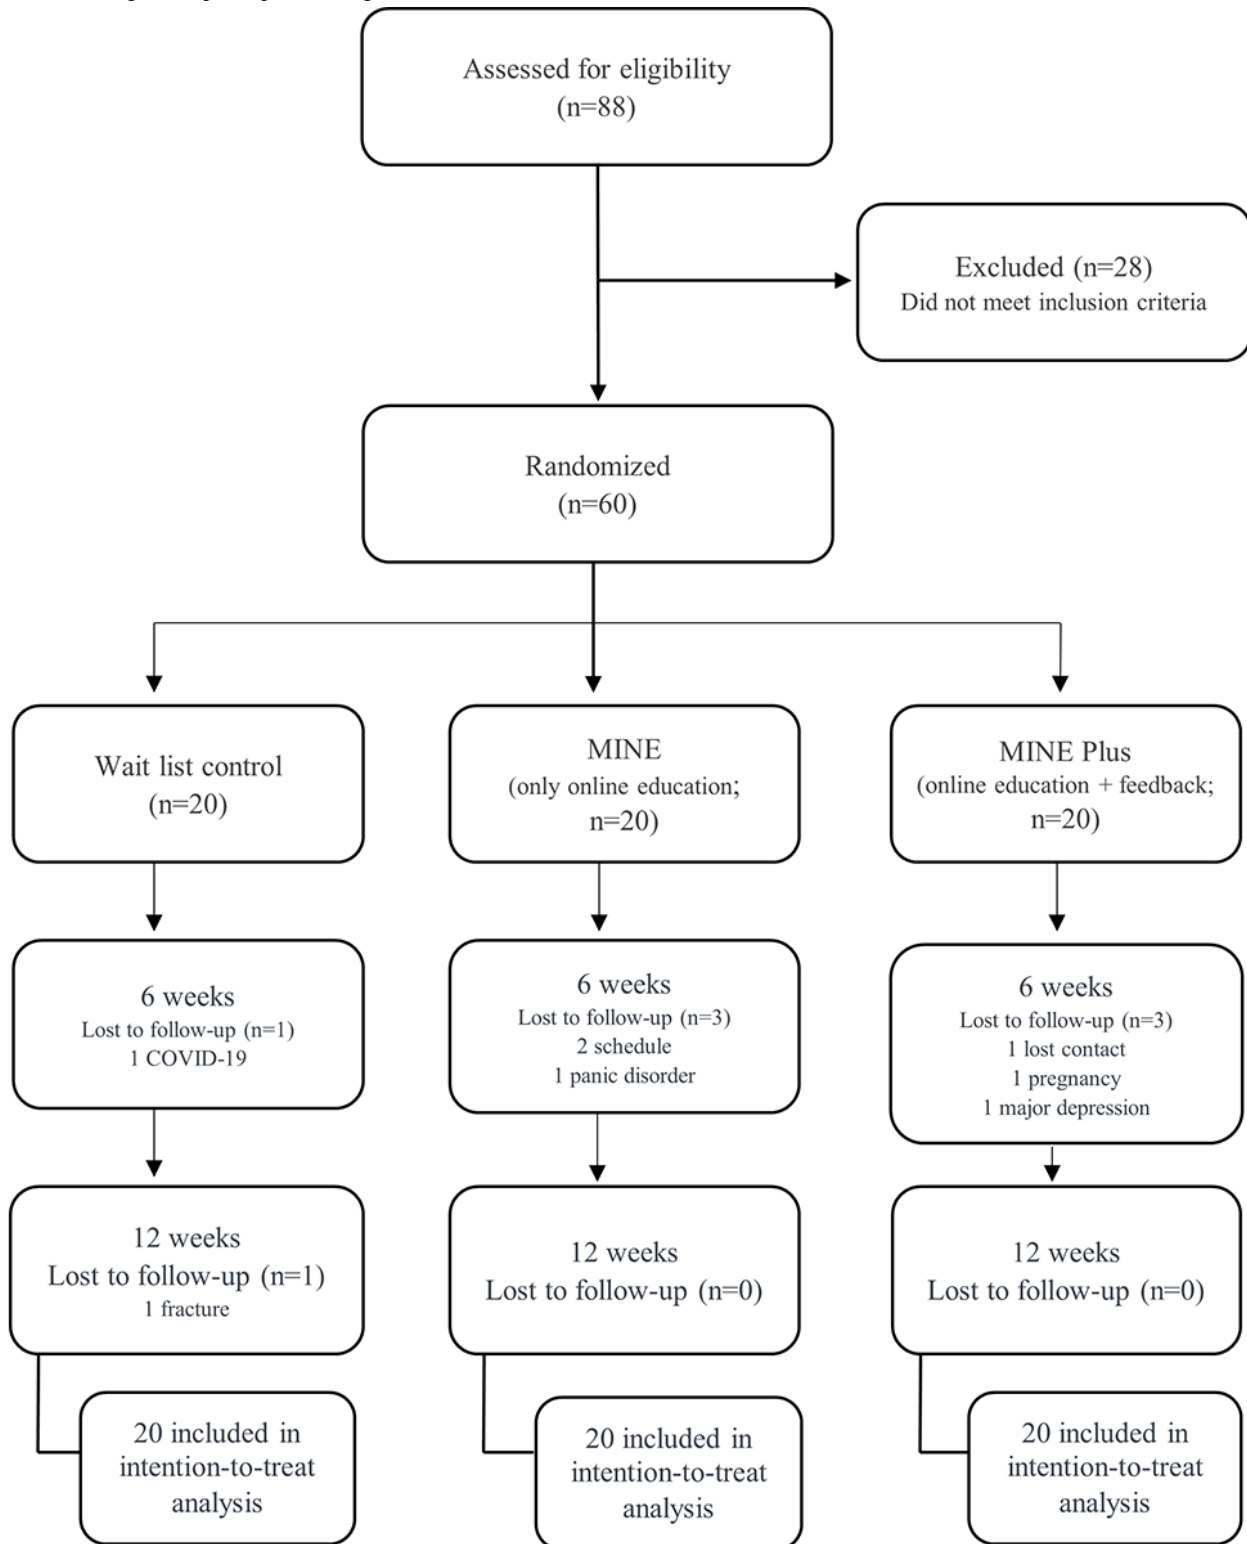 Assessed for eligibility
(n=88)
Excluded (n=28)
Did not meet inclusion criteria
Randomized
(n=60)
Wait list control
(n=20)
MINE
(only online education;
n=20)
MINE Plus
(online education + feedback;
n=20)
6 weeks
Lost to follow-up (n=1)
1 COVID-19
6 weeks
Lost to follow-up (n=3)
2 schedule
1 panic disorder
6 weeks
Lost to follow-up (n=3)
1 lost contact
1 pregnancy
1 major depression
12 weeks
Lost to follow-up (n=1)
1 fracture
12 weeks
Lost to follow-up (n=0)
12 weeks
Lost to follow-up (n=0)
20 included in
intention-to-treat
analysis
20 included in
intention-to-treat
analysis
20 included in
intention-to-treat
analysis